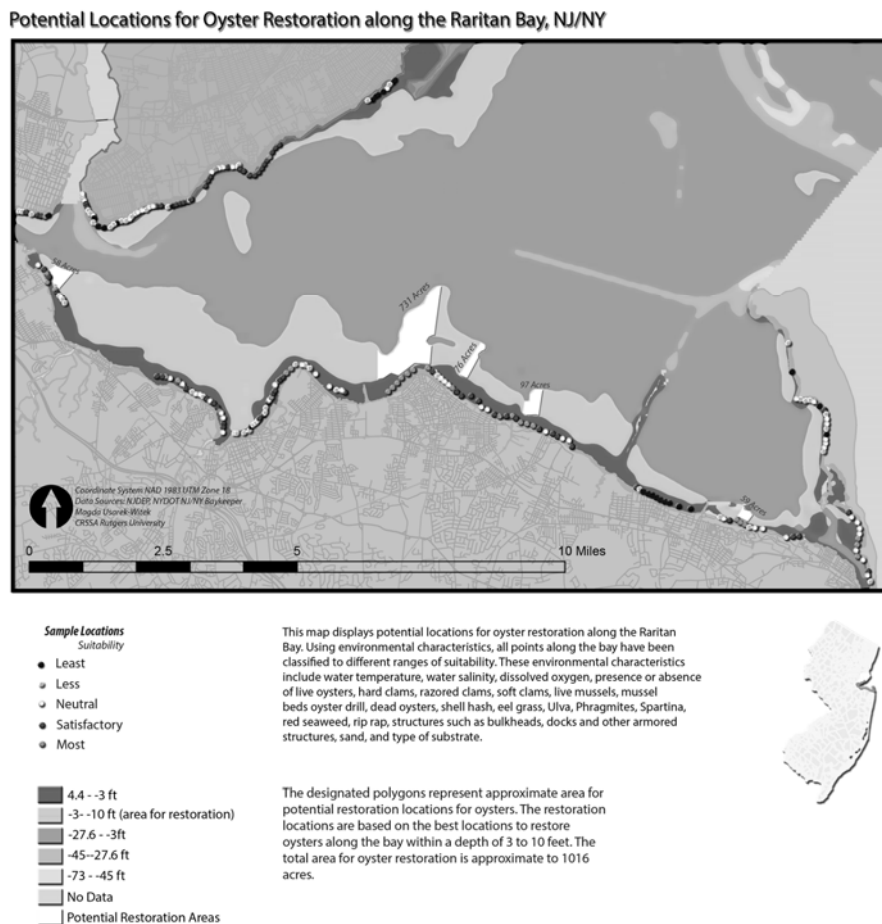 Potential Locations for Oyster Restoration along the Raritan Bay, NJ/NY
58 Acres
731 Acres
76 Acres
97 Acres
59 Acres
Coordinate System NAD 1983 UTM Zone 18
Data Sources: NJDEP, NYDOT NJ/NY Baykeeper
Magda Usarek-Witek
CRSSA Rutgers University
0 2.5 5 10 Miles
Sample Locations
Suitability
Least
Less
Neutral
Satisfactory
Most
4.4 - -3 ft
-3- -10 ft (area for restoration)
-27.6 - -3ft
-45--27.6 ft
-73 - -45 ft
No Data
Potential Restoration Areas
This map displays potential locations for oyster restoration along the Raritan
Bay. Using environmental characteristics, all points along the bay have been
classified to different ranges of suitability. These environmental characteristics
include water temperature, water salinity, dissolved oxygen, presence or absence
of live oysters, hard clams, razored clams, soft clams, live mussels, mussel
beds oyster drill, dead oysters, shell hash, eel grass, Ulva, Phragmites, Spartina,
red seaweed, rip rap, structures such as bulkheads, docks and other armored
structures, sand, and type of substrate.
The designated polygons represent approximate area for
potential restoration locations for oysters. The restoration
locations are based on the best locations to restore
oysters along the bay within a depth of 3 to 10 feet. The
total area for oyster restoration is approximate to 1016
acres.